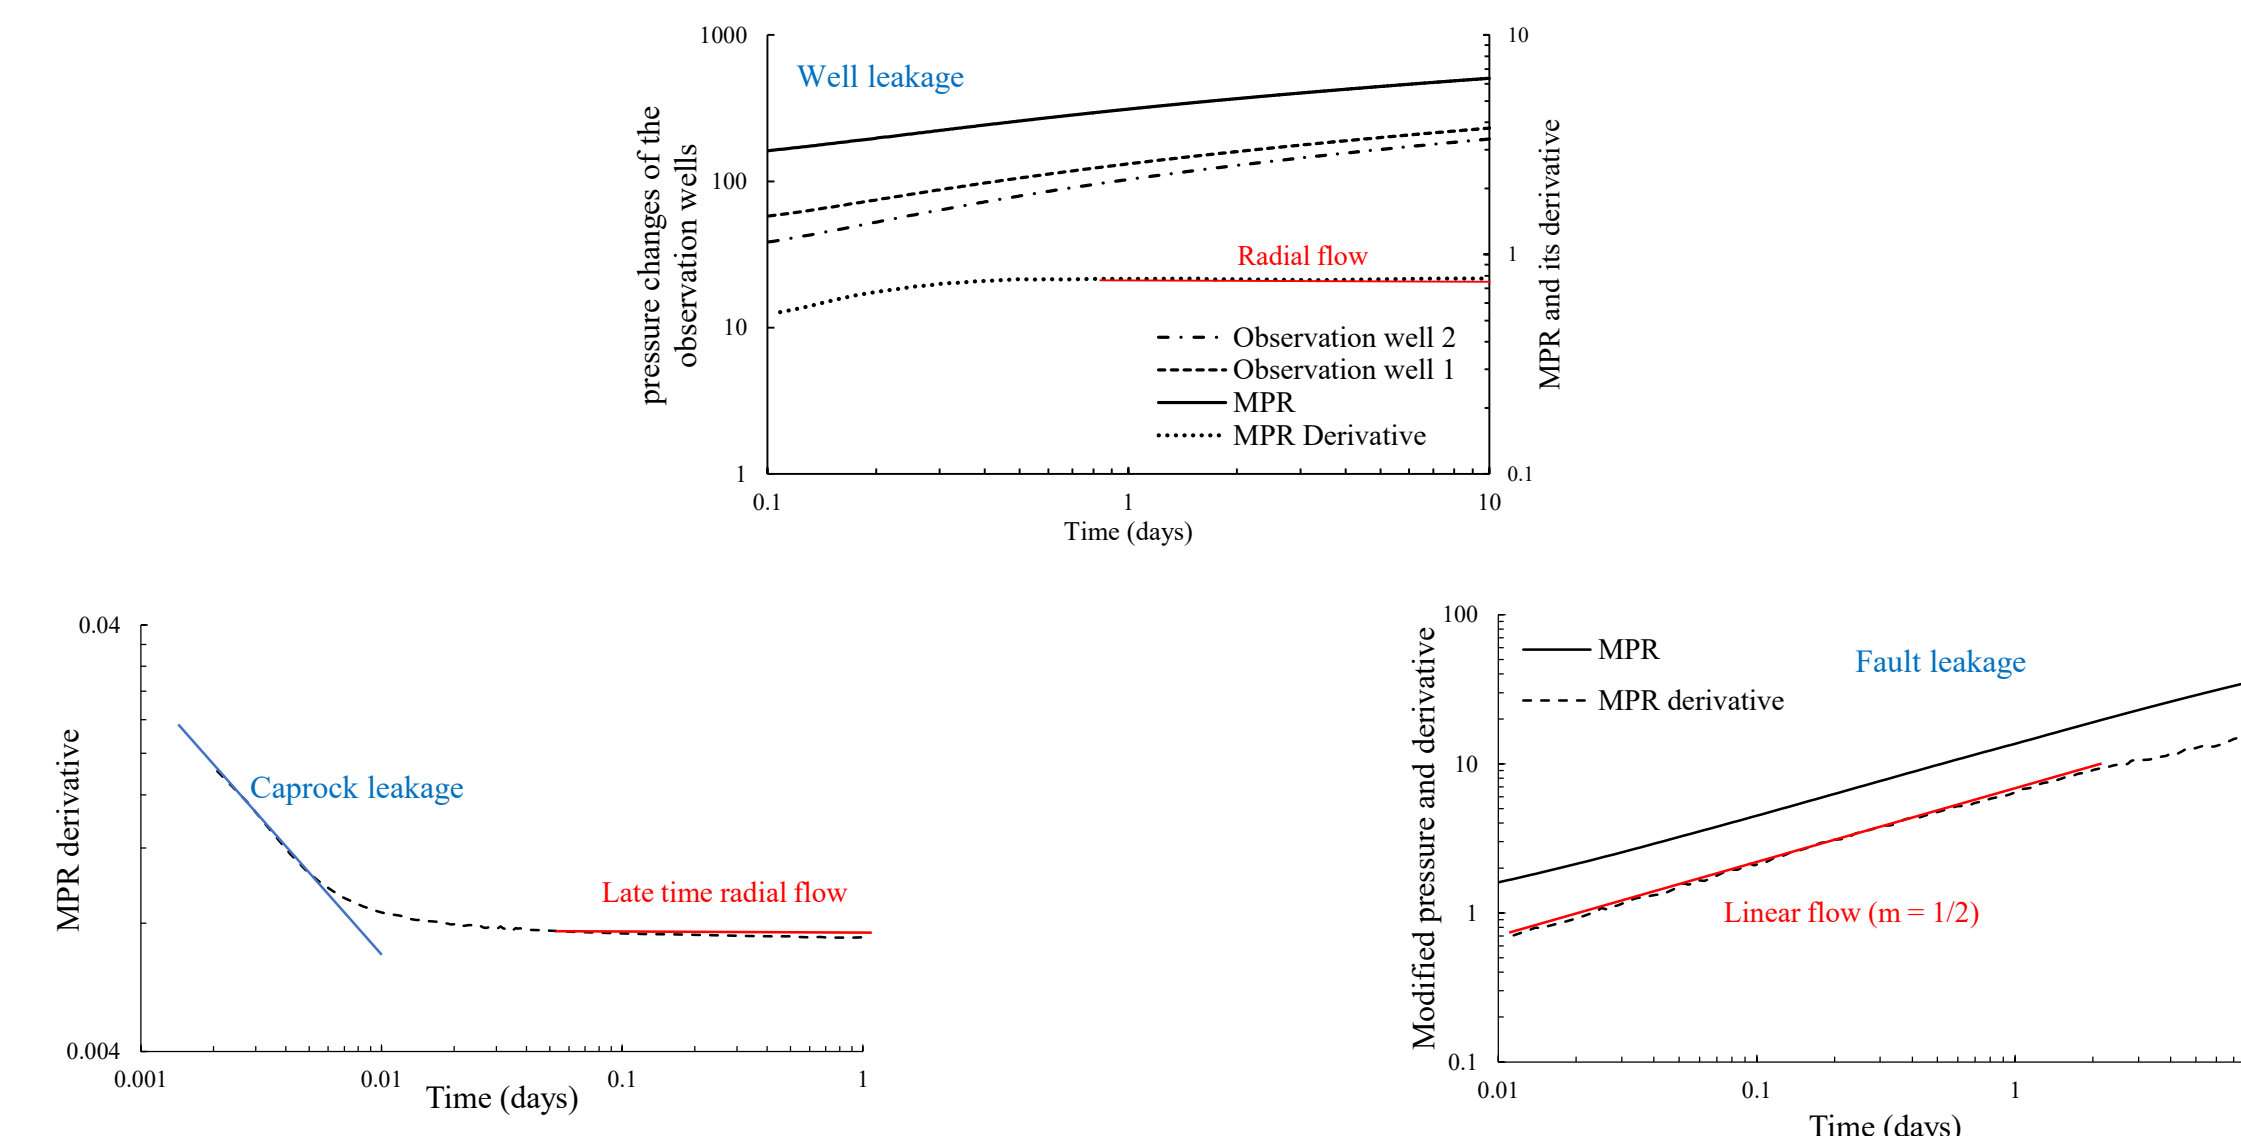 1000
100
10
1
pressure changes of the
observation wells
Well leakage
Radial flow
Observation well 2
Observation well 1
MPR
MPR Derivative
10
1
0.1
MPR and its derivative
0.1
1
10
Time (days)
0.04
0.004
MPR derivative
Caprock leakage
Late time radial flow
0.001
0.01
0.1
1
Time (days)
100
10
1
0.1
Modified pressure and derivative
MPR
MPR derivative
Fault leakage
Linear flow (m = 1/2)
0.01
0.1
1
Time (days)